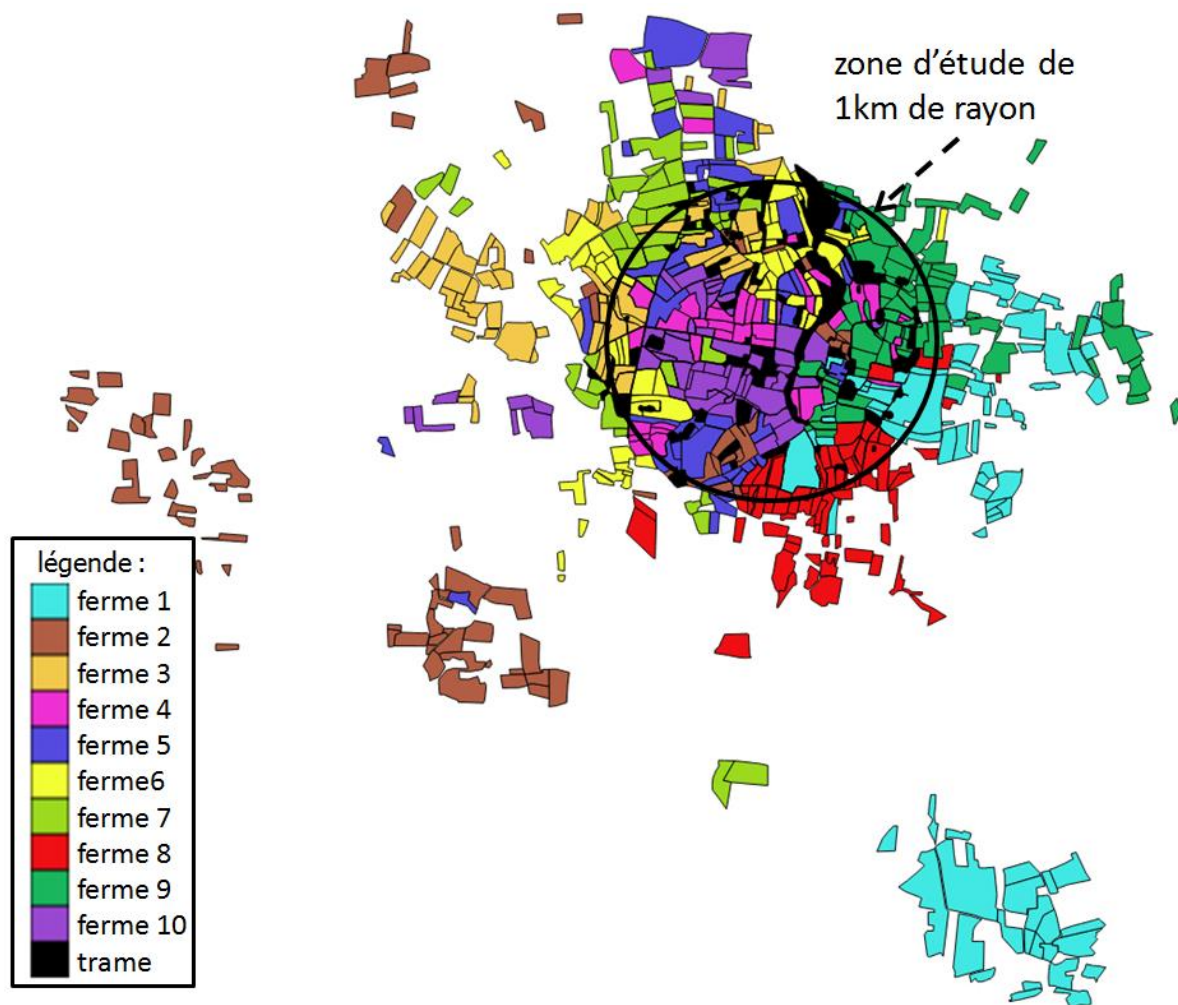 zone d'étude de
1km de rayon
légende :
ferme 1
ferme 2
ferme 3
ferme 4
ferme 5
ferme6
ferme 7
ferme 8
ferme 9
ferme 10
trame